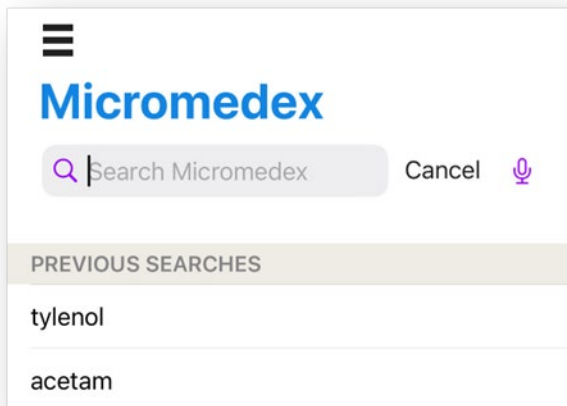 Micromedex
Search Micromedex Cancel
PREVIOUS SEARCHES
tylenol
acetam